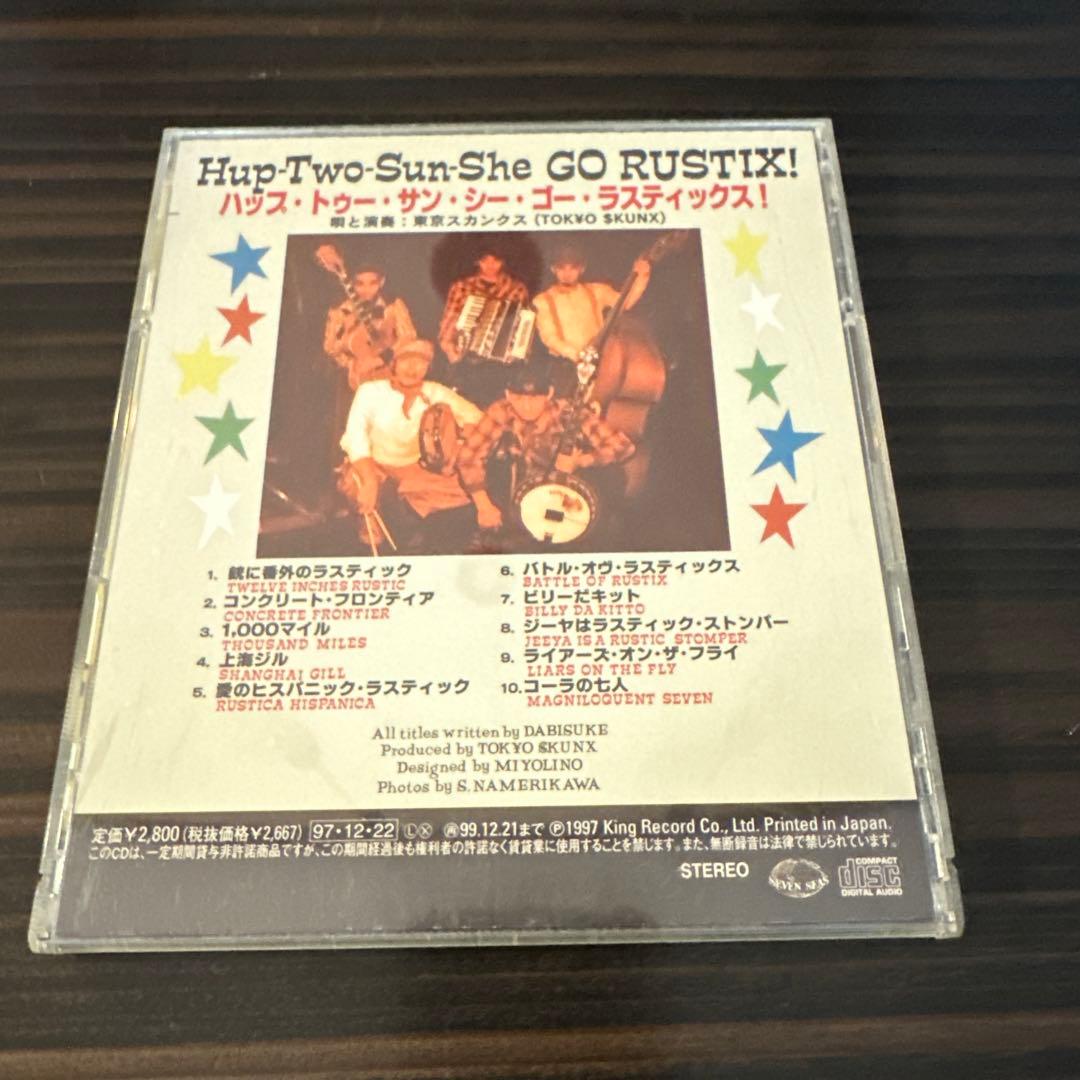 Hup-Two-Sun-She GO RUSTIX!
ハップ・トゥー・サン・シー・ゴー・ラスティックス！
唄と演奏：東京スカンクス (TOK¥O $KUNX)
1. 銃に番外のラスティック
TWELVE INCHES RUSTIC
2. コンクリート・フロンティア
CONCRETE FRONTIER
3. 1,000マイル
THOUSAND MILES
4. 上海ジル
SHANGHAI GILL
5. 愛のヒスパニック・ラスティック
RUSTICA HISPANICA
6. バトル・オヴ・ラスティックス
BATTLE OF RUSTIX
7. ビリーだキット
BILLY DA KITTO
8. ジーヤはラスティック・ストンパー
JEEYA IS A RUSTIC STOMPER
9. ライアーズ・オン・ザ・フライ
LIARS ON THE FLY
10. コーラの七人
MAGNILOQUENT SEVEN
All titles written by DABISUKE
Produced by TOK¥O $KUNX
Designed by MIYOLINO
Photos by S. NAMERIKAWA
定価¥2,800 (税抜価格¥2,667) 97・12・22 Ⓛ Ⓧ ㋹99.12.21まで ℗1997 King Record Co., Ltd. Printed in Japan.
このCDは、一定期間貸与非許諾商品ですが、この期間経過後も権利者の許諾なく賃貸業に使用することを禁じます。また、無断録音は法律で禁じられています。
STEREO
SEVEN SEAS
COMPACT
disc
DIGITAL AUDIO